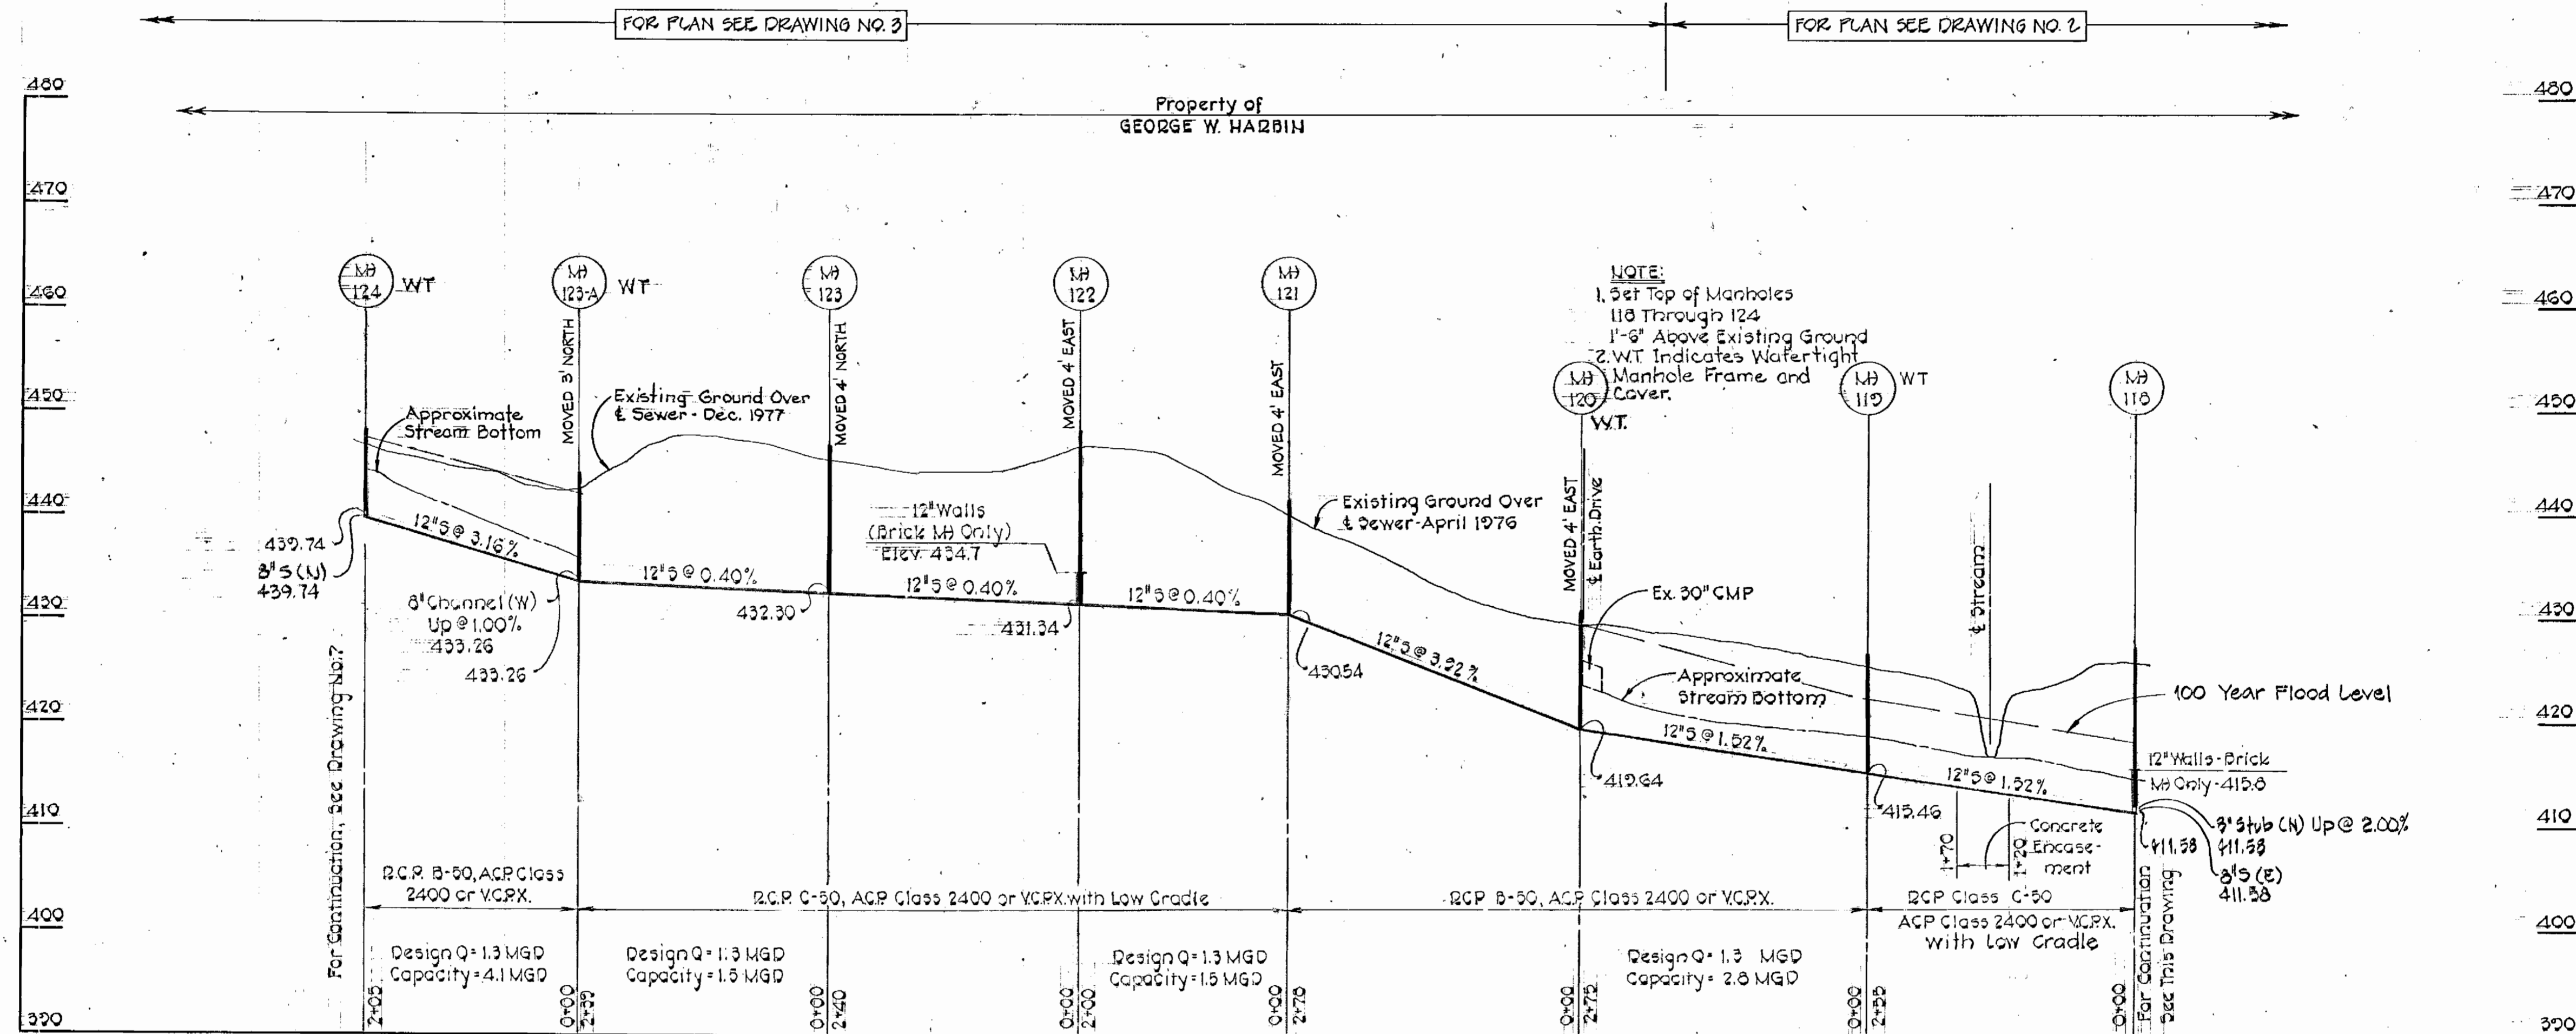 FOR PLAN SEE DRAWING NO. 3
FOR PLAN SEE DRAWING NO. 2
480
480
Property of
GEORGE W. HARBIN
470
470
460
460
450
450
440
440
430
430
420
420
410
410
400
400
390
390
MH
124
WT
MH
123-A
WT
MH
123
MH
122
MH
121
NOTE:
1. Set Top of Manholes
118 Through 124
1'-6" Above Existing Ground
2. W.T. Indicates Watertight
Manhole Frame and
Cover.
MH
120
W.T.
MH
119
WT
MH
118
MOVED 3' NORTH
MOVED 4' NORTH
MOVED 4' EAST
MOVED 4' EAST
MOVED 4' EAST
℄ Earth Drive
℄ Stream
Approximate
Stream Bottom
Existing Ground Over
℄ Sewer - Dec. 1977
12" Walls
(Brick MH Only)
Elev. 434.7
Existing Ground Over
℄ Sewer-April 1976
Ex. 30" CMP
Approximate
Stream Bottom
100 Year Flood Level
12"S @ 3.16%
12"S @ 0.40%
12"S @ 0.40%
12"S @ 0.40%
12"S @ 3.92%
12"S @ 1.52%
12"S @ 1.52%
439.74
8"S (N)
439.74
8" Channel (W)
Up @ 1.00%
433.26
433.26
432.30
431.34
430.54
419.64
415.46
12" Walls-Brick
MH Only-415.8
8" Stub (N) Up @ 2.00%
411.58
411.58
8"S (E)
411.58
1+70
1+20
Concrete
Encase-
ment
For Continuation, See Drawing No. 7
R.C.P. B-50, A.C.P. Class
2400 or V.C.P.X.
R.C.P. C-50, A.C.P. Class 2400 or V.C.P.X. with Low Cradle
RCP B-50, A.C.P. Class 2400 or V.C.P.X.
RCP Class C-50
ACP Class 2400 or V.C.P.X.
with Low Cradle
Design Q = 1.3 MGD
Capacity = 4.1 MGD
Design Q = 1.3 MGD
Capacity = 1.5 MGD
Design Q = 1.3 MGD
Capacity = 1.5 MGD
Design Q = 1.3 MGD
Capacity = 2.8 MGD
2+05
0+00
0+00
2+40
0+00
2+00
0+00
2+75
0+00
0+00
For Continuation
See This Drawing